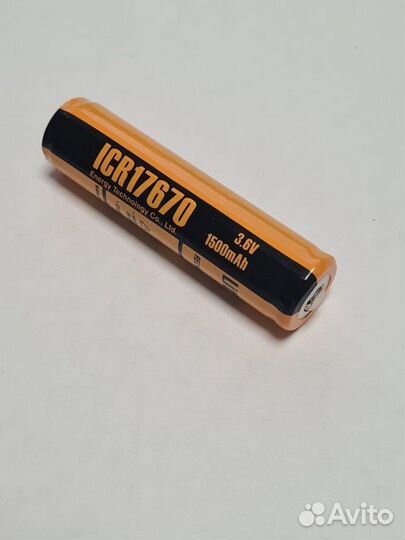 ICR17670
Energy Technology Co., Ltd.
3.6V
1500mAh
Avito